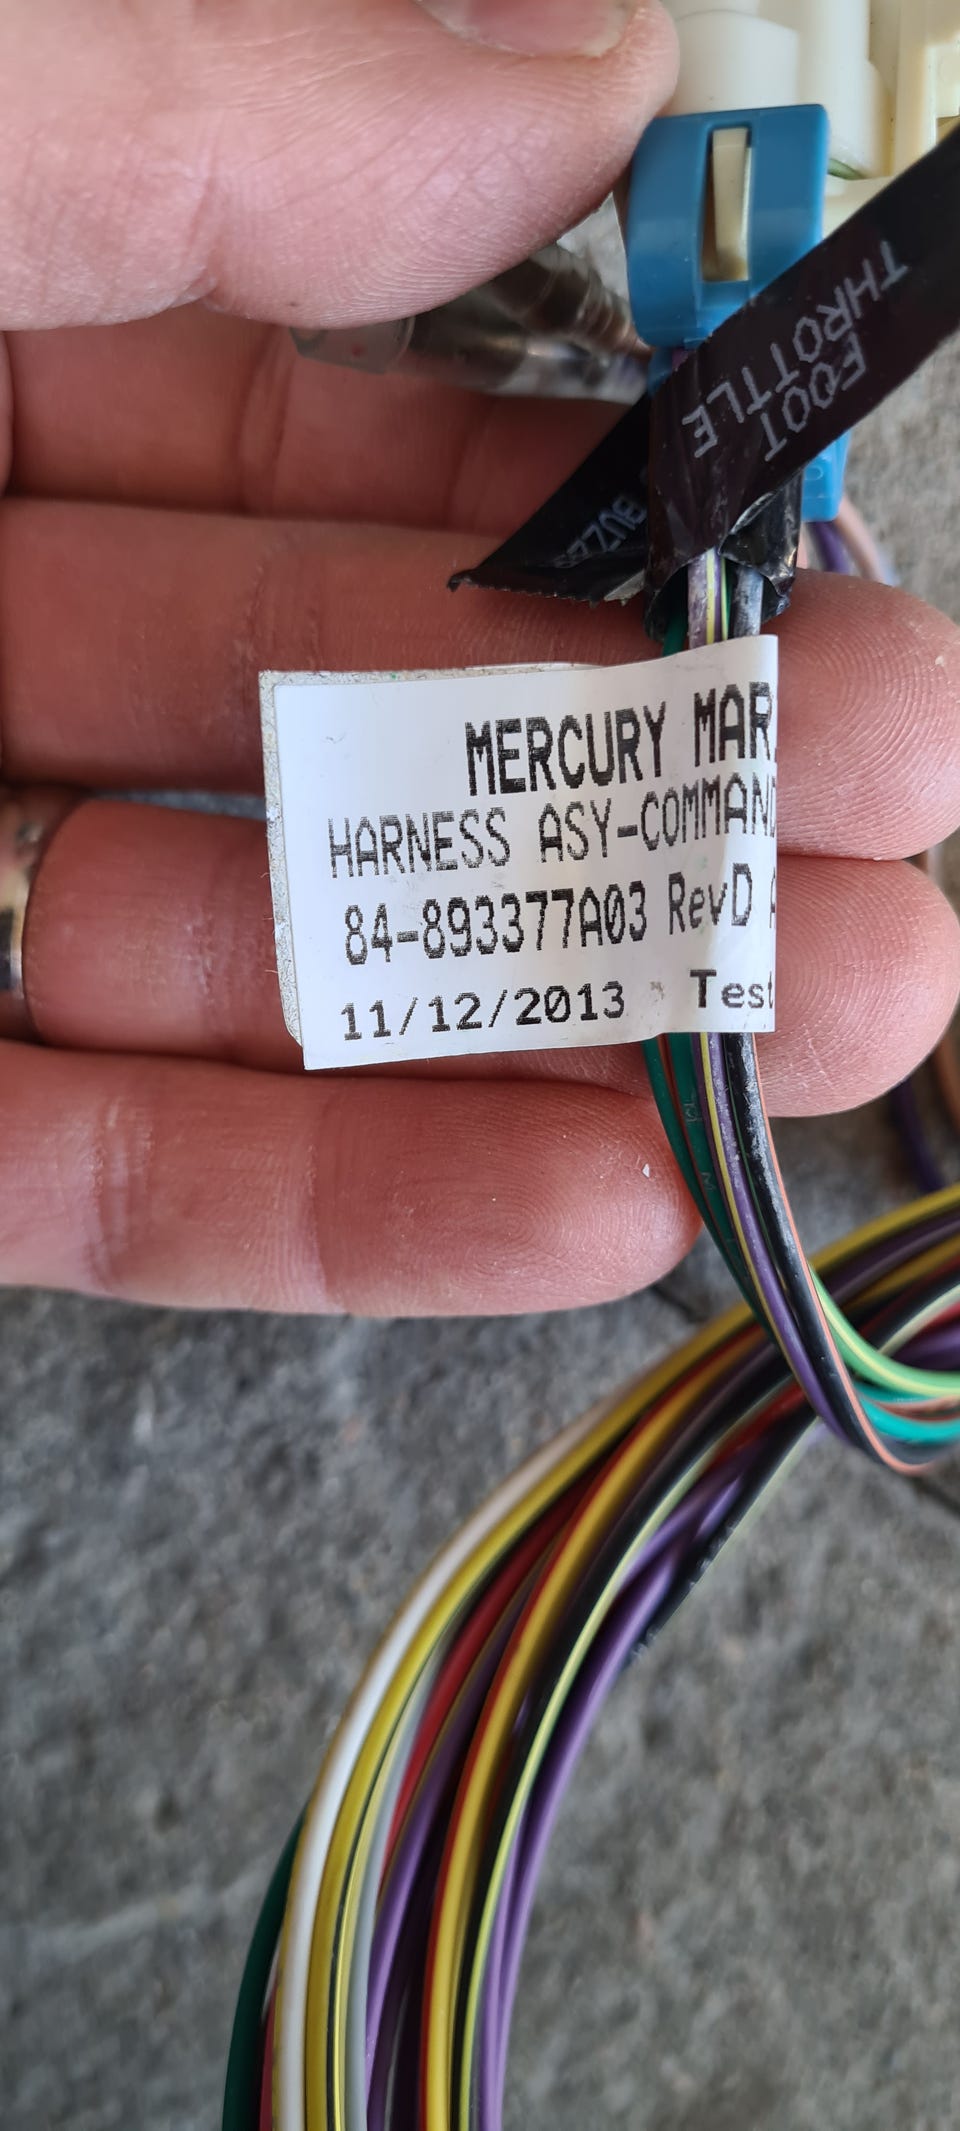 FOOT
THROTTLE
MERCURY MAR
HARNESS ASY-COMMAND
84-893377A03 RevD
11/12/2013 Test